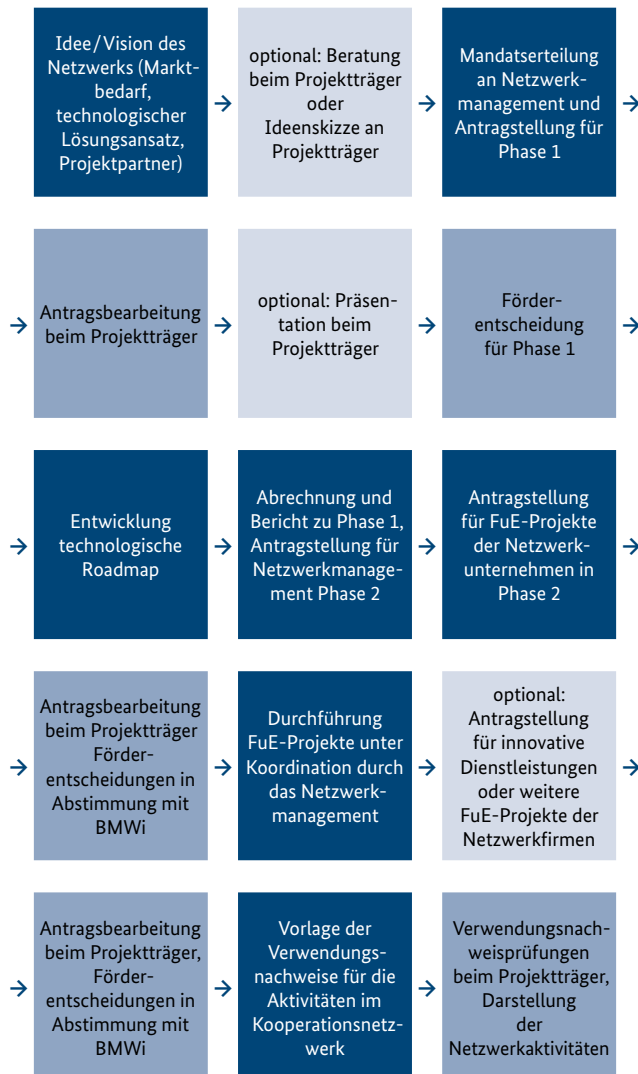 Idee/Vision des
Netzwerks (Markt-
bedarf,
technologischer
Lösungsansatz,
Projektpartner)
optional: Beratung
beim Projektträger
oder
Ideenskizze an
Projektträger
Mandatserteilung
an Netzwerk-
management und
Antragstellung für
Phase 1
Antragsbearbeitung
beim Projektträger
optional: Präsen-
tation beim
Projektträger
Förder-
entscheidung
für Phase 1
Entwicklung
technologische
Roadmap
Abrechnung und
Bericht zu Phase 1,
Antragstellung für
Netzwerkmanage-
ment Phase 2
Antragstellung
für FuE-Projekte
der Netzwerk-
unternehmen in
Phase 2
Antragsbearbeitung
beim Projektträger
Förder-
entscheidungen in
Abstimmung mit
BMWi
Durchführung
FuE-Projekte unter
Koordination durch
das Netzwerk-
management
optional:
Antragstellung
für innovative
Dienstleistungen
oder weitere
FuE-Projekte der
Netzwerkfirmen
Antragsbearbeitung
beim Projektträger,
Förder-
entscheidungen in
Abstimmung mit
BMWi
Vorlage der
Verwendungs-
nachweise für die
Aktivitäten im
Kooperationsnetz-
werk
Verwendungsnach-
weisprüfungen
beim Projektträger,
Darstellung
der
Netzwerkaktivitäten